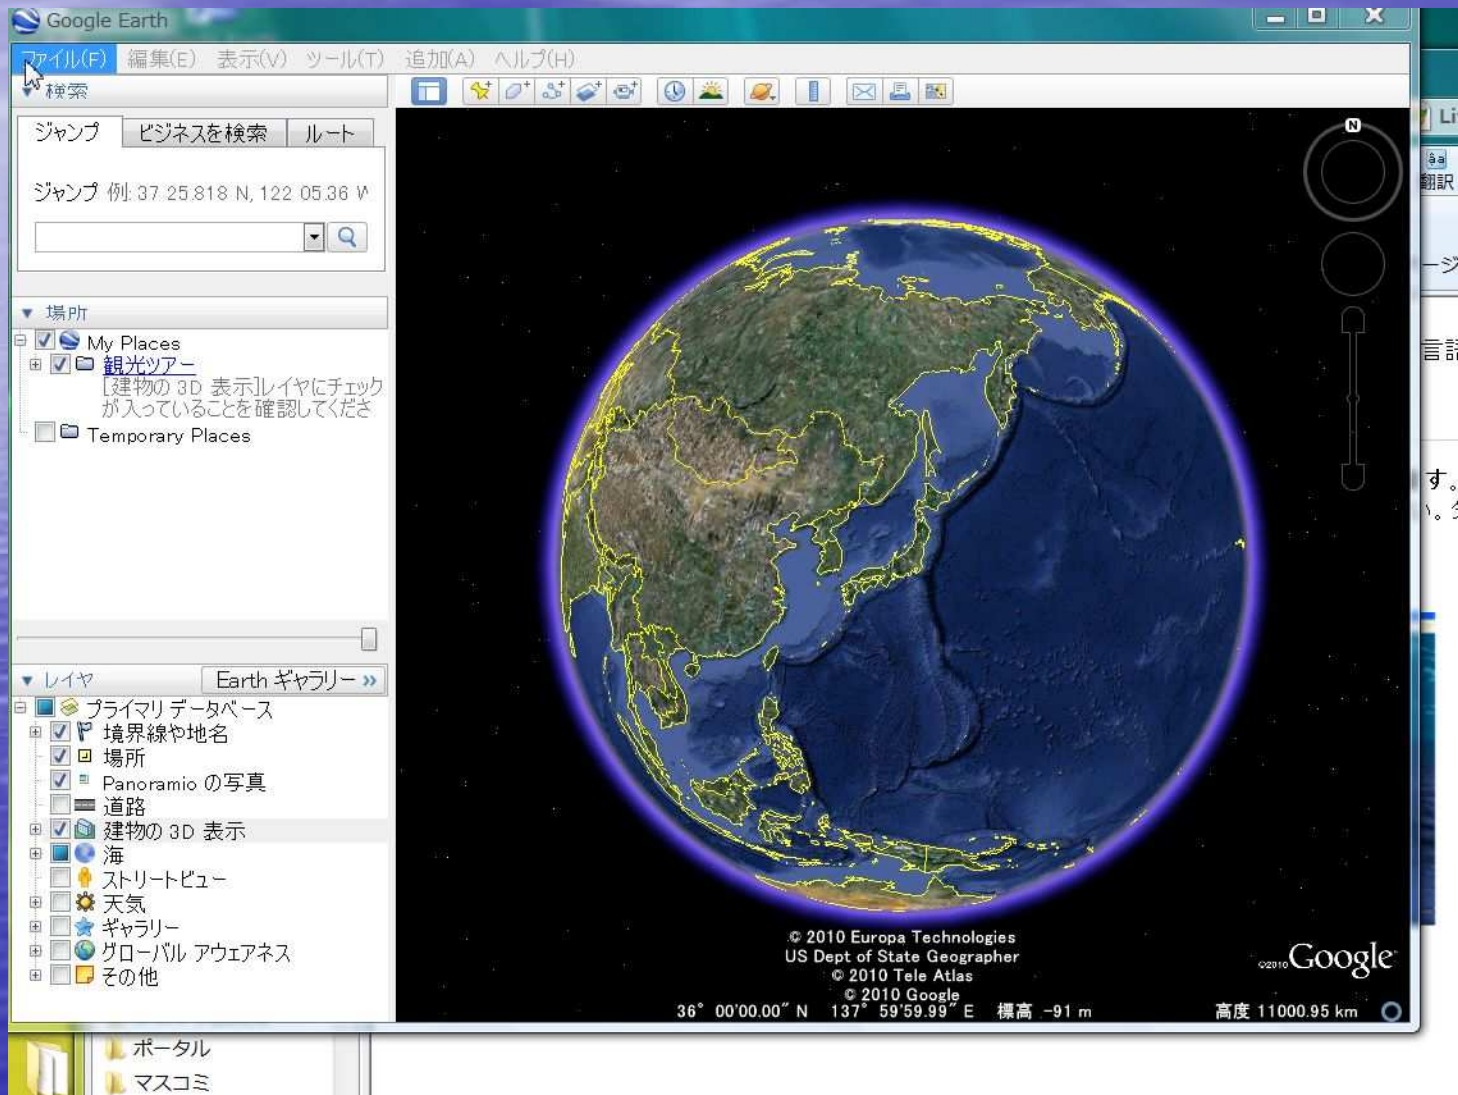 Google Earth
ファイル(F) 編集(E) 表示(V) ツール(T) 追加(A) ヘルプ(H)
検索
ジャンプ ビジネスを検索 ルート
ジャンプ 例: 37 25.818 N, 122 05.36 W
場所
My Places
観光ツアー
[建物の 3D 表示]レイヤにチェック
が入っていることを確認してくださ
Temporary Places
レイヤ Earth ギャラリー »
プライマリ データベース
境界線や地名
場所
Panoramio の写真
道路
建物の 3D 表示
海
ストリートビュー
天気
ギャラリー
グローバル アウェアネス
その他
N
© 2010 Europa Technologies
US Dept of State Geographer
© 2010 Tele Atlas
© 2010 Google
©2010 Google
36° 00'00.00" N 137° 59'59.99" E 標高 -91 m 高度 11000.95 km
翻訳
ージ
す。
ポータル
マスコミ